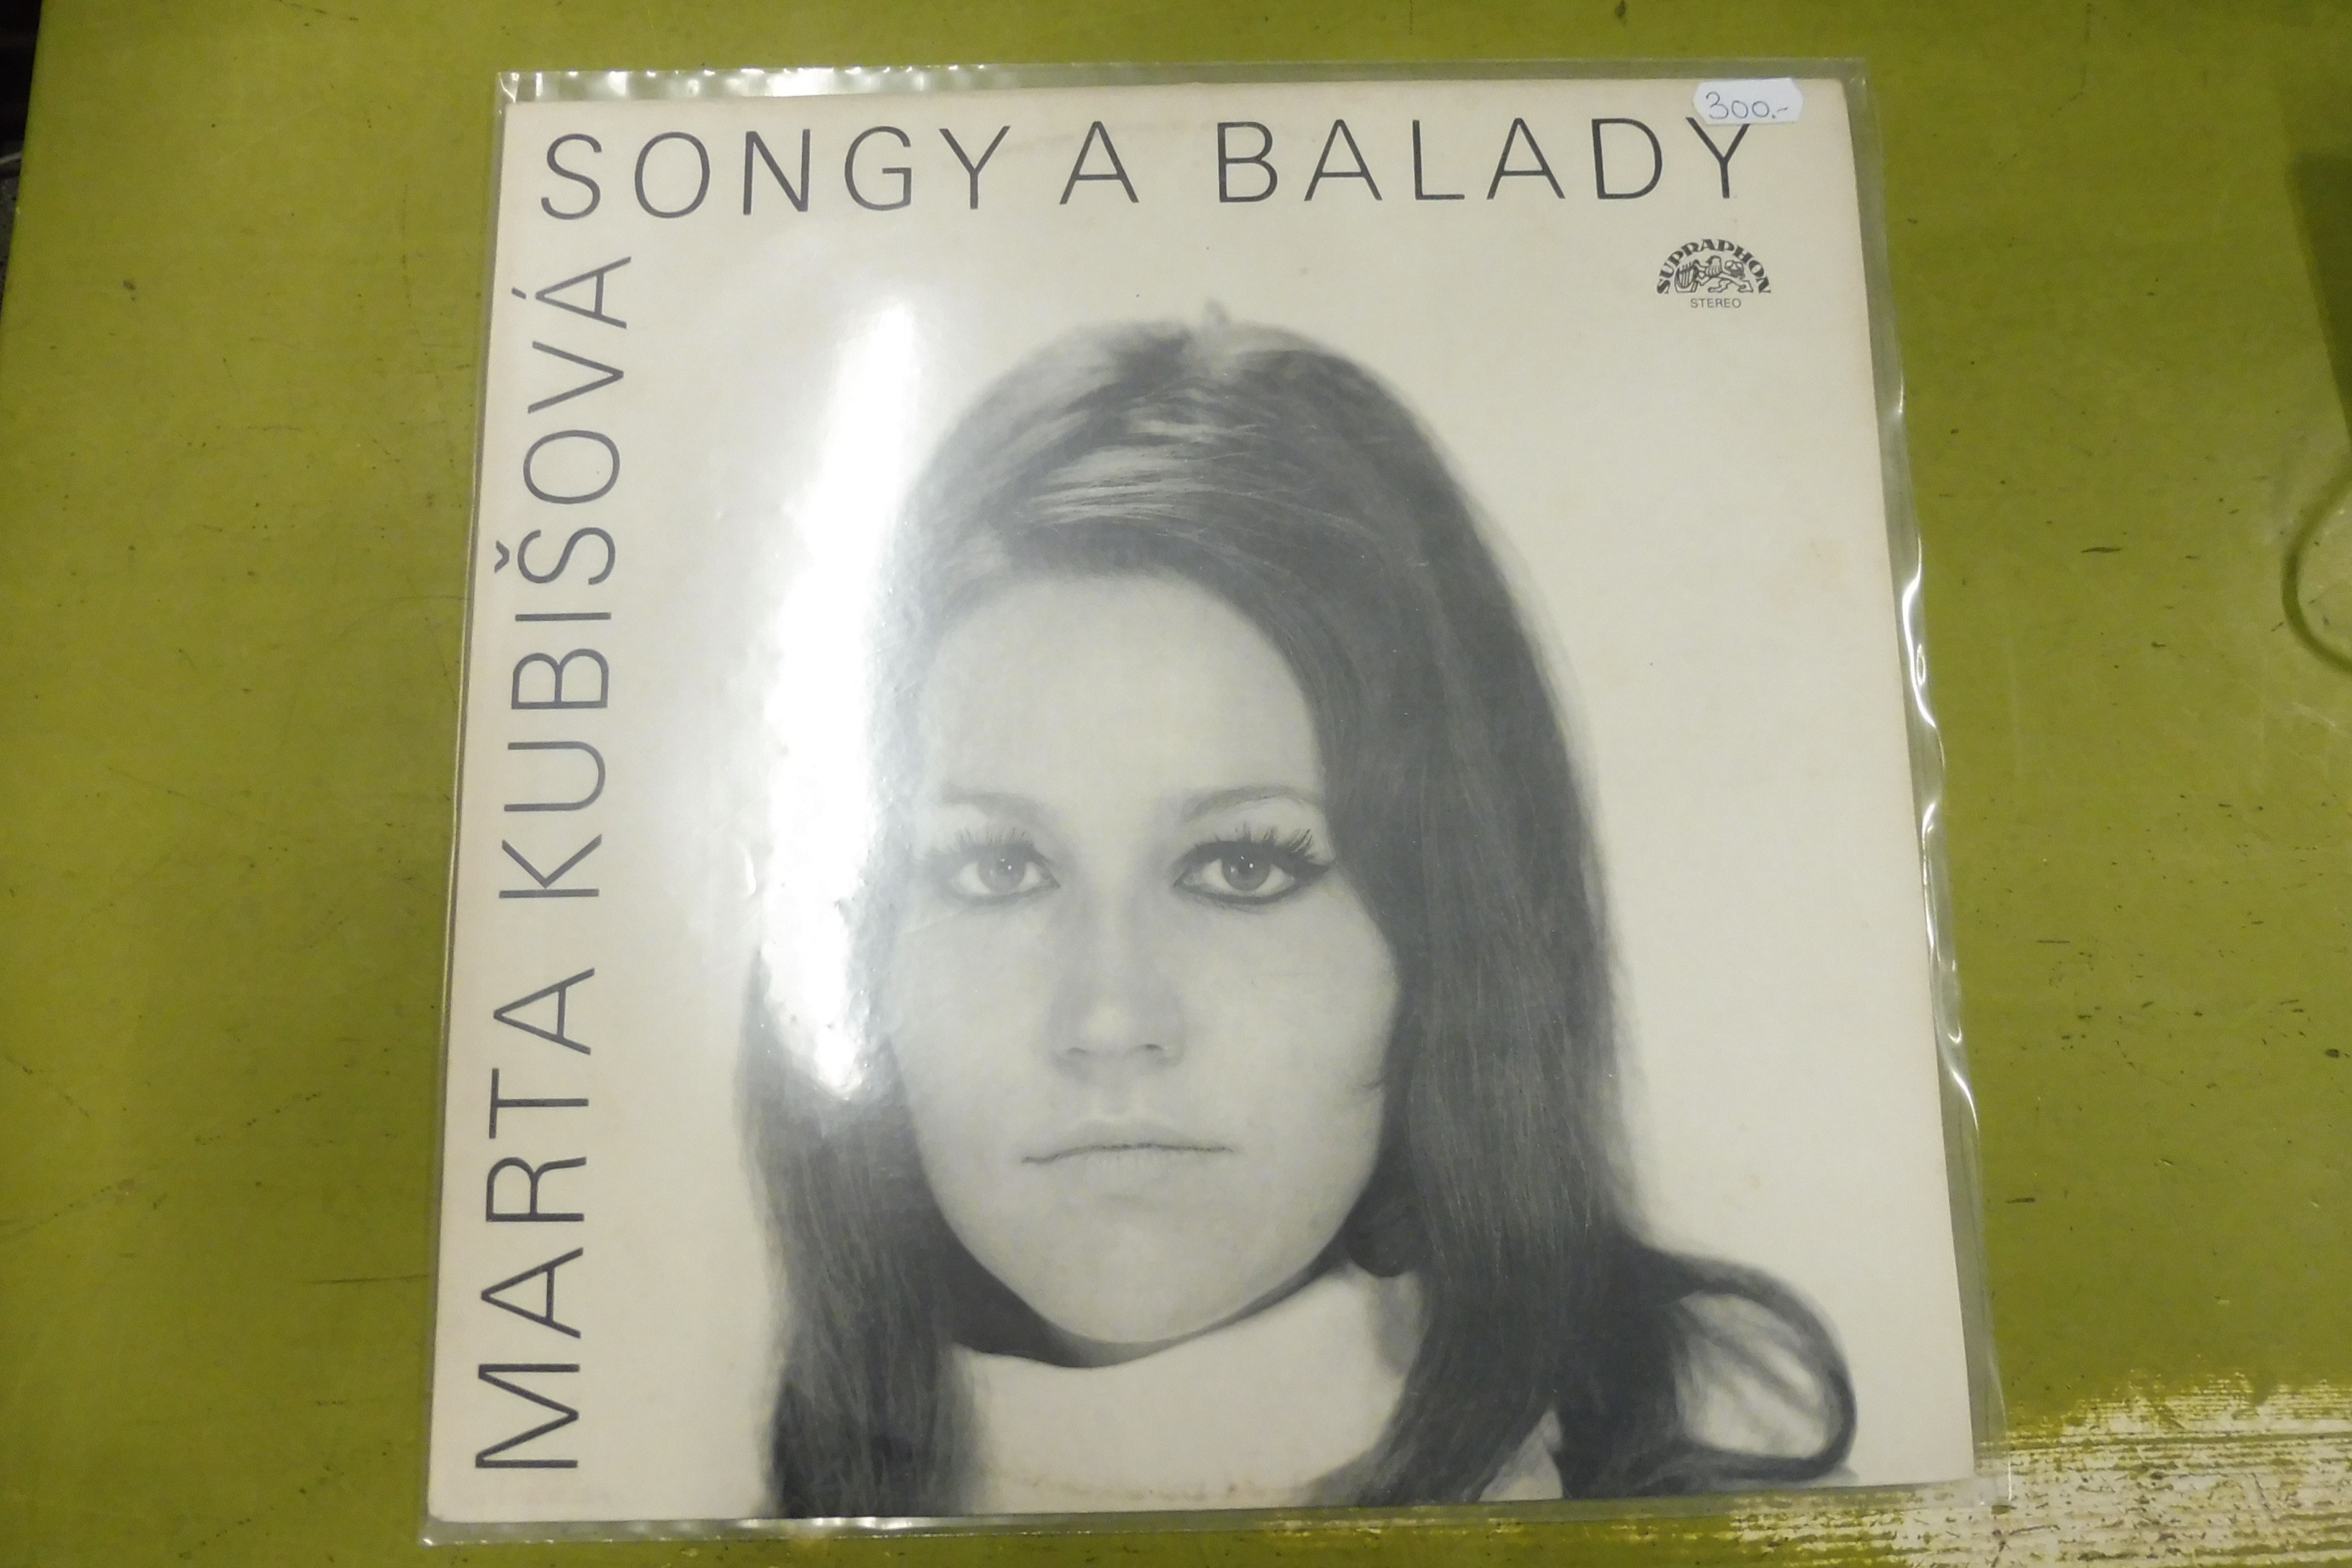 300.-
SONGY A BALADY
MARTA KUBIŠOVÁ
SUPRAPHON
STEREO